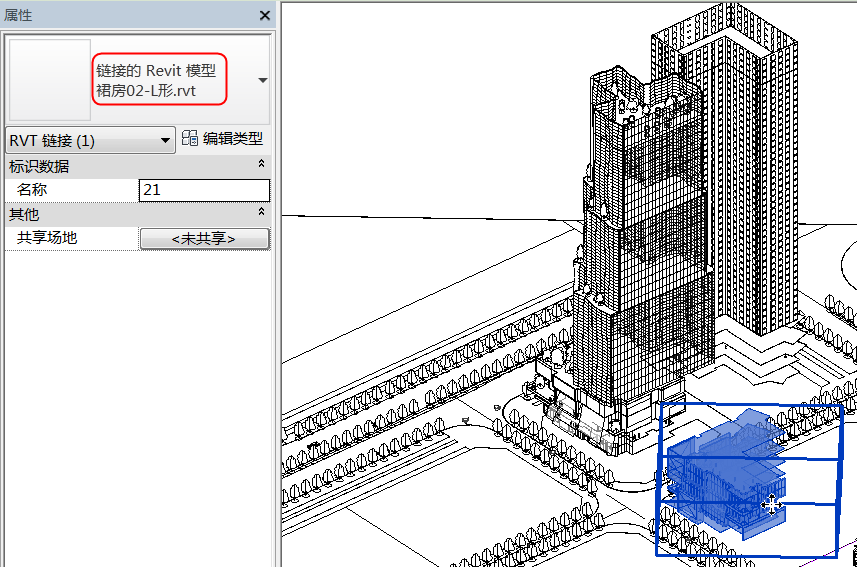 属性
链接的 Revit 模型
裙房02-L形.rvt
RVT 链接 (1)
编辑类型
标识数据
名称
21
其他
共享场地
<未共享>